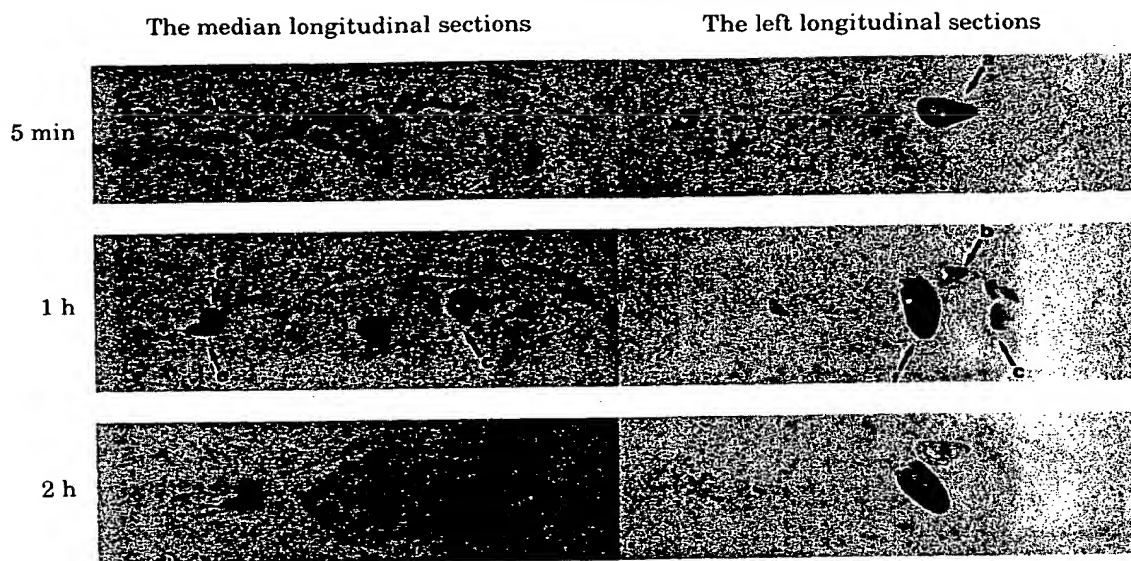 The median longitudinal sections
The left longitudinal sections
5 min
a
1 h
b
c
c
c
2 h